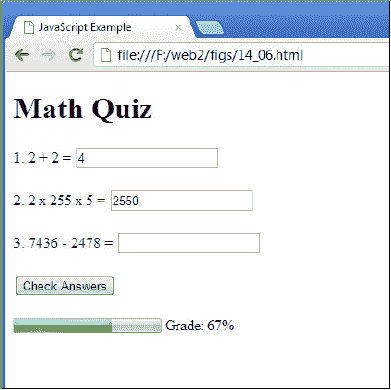 JavaScript Example
file:///F:/web2/figs/14_06.html
Math Quiz
1. 2 + 2 = 4
2. 2 x 255 x 5 = 2550
3. 7436 - 2478 =
Check Answers
Grade: 67%